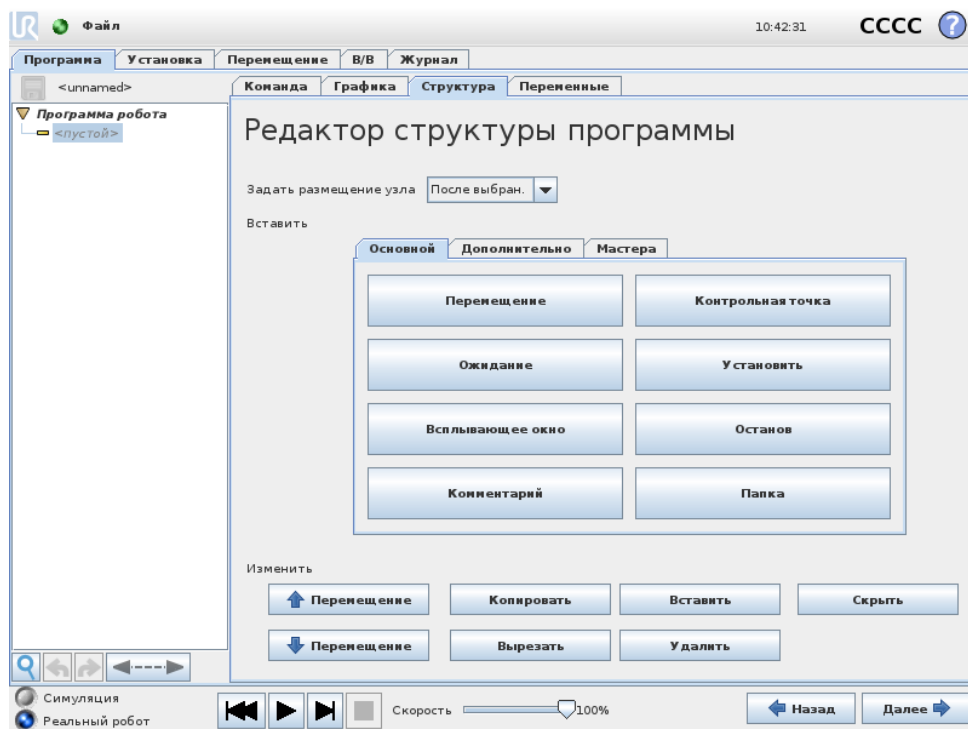 UR Файл 10:42:31 CCCC ?
Программа Установка Перемещение В/В Журнал
<unnamed>
Команда Графика Структура Переменные
Программа робота
<пустой>
Редактор структуры программы
Задать размещение узла После выбран.
Вставить
Основной Дополнительно Мастера
Перемещение Контрольная точка
Ожидание Установить
Всплывающее окно Останов
Комментарий Папка
Изменить
Перемещение Копировать Вставить Скрыть
Перемещение Вырезать Удалить
Симуляция
Реальный робот
Скорость 100%
Назад Далее